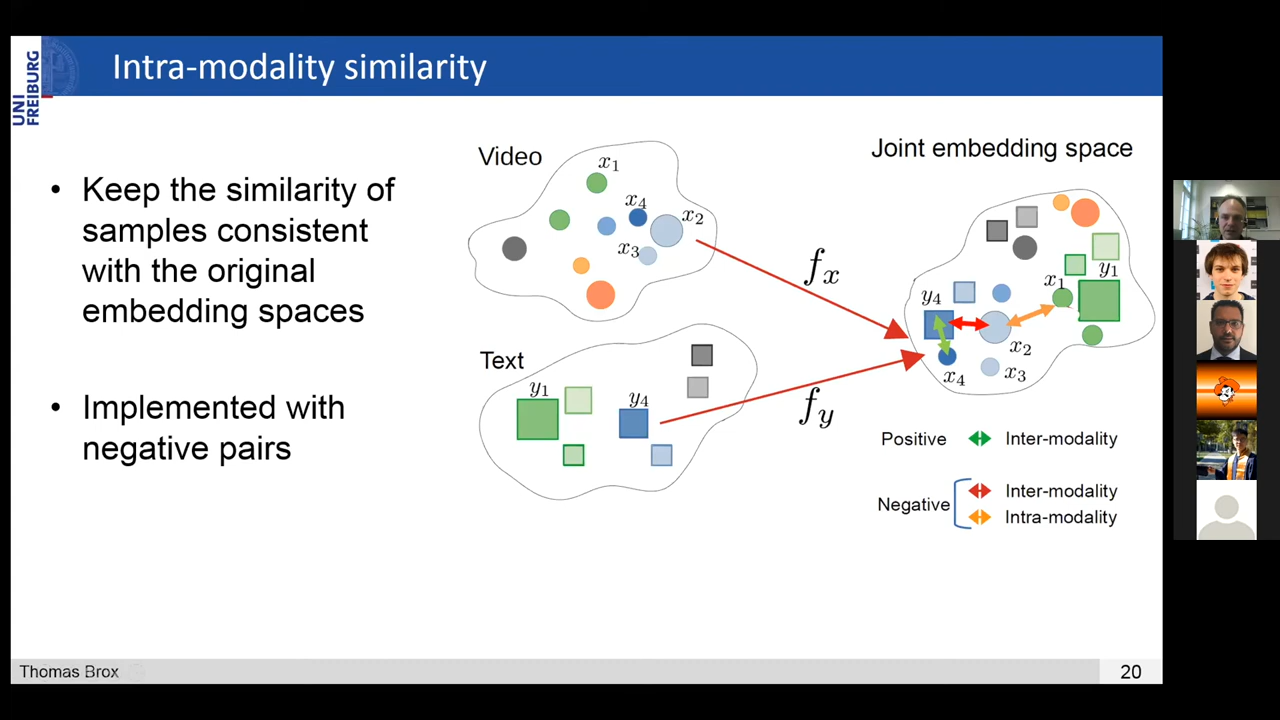 UNI
FREIBURG
Intra-modality similarity
• Keep the similarity of
samples consistent
with the original
embedding spaces
• Implemented with
negative pairs
Video
x₁
x₄
x₂
x₃
fₓ
Text
y₁
y₄
f_y
Joint embedding space
x₁
y₁
y₄
x₂
x₄
x₃
Positive Inter-modality
Negative Inter-modality
Intra-modality
Thomas Brox
20